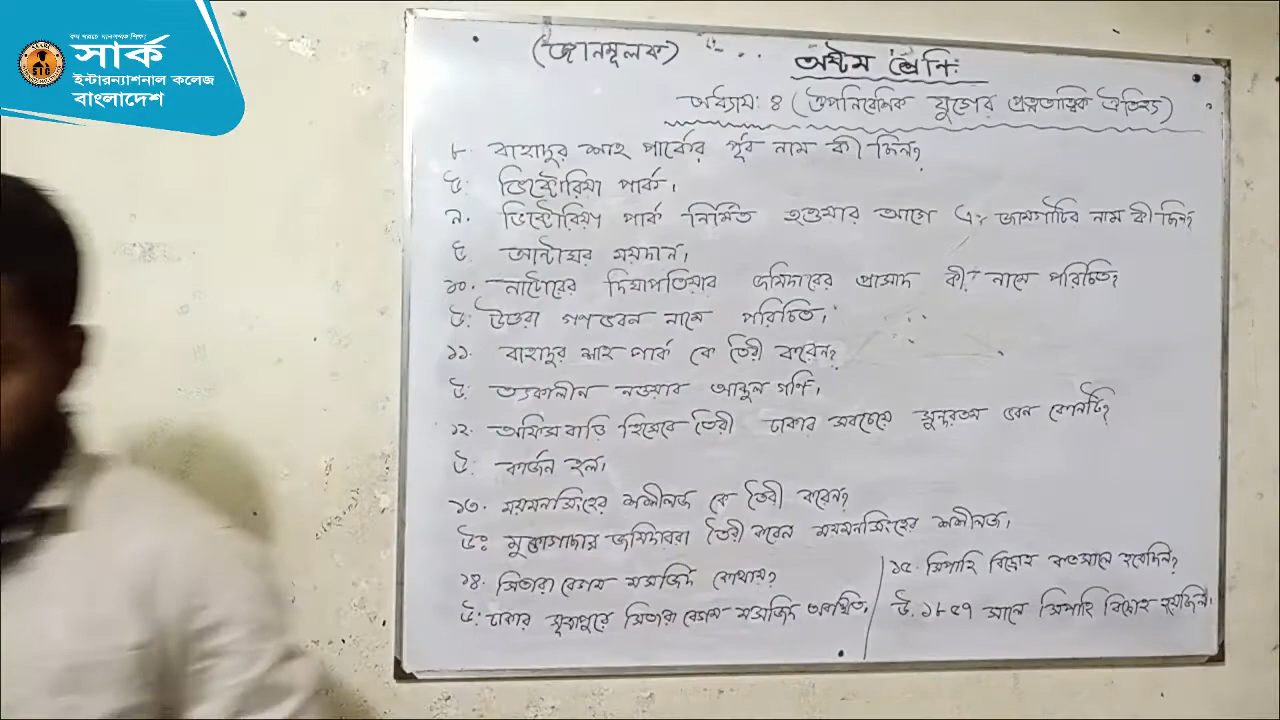 সার্ক
ইন্টারন্যাশনাল কলেজ
বাংলাদেশ
(জ্ঞানমূলক)
অষ্টম শ্রেণি:
অধ্যায়: ৪ (ঔপনিবেশিক যুগের প্রত্নতাত্ত্বিক ঐতিহ্য)
৮ বাহাদুর শাহ পার্কের পূর্ব নাম কী ছিল?
উ: ভিক্টোরিয়া পার্ক।
৯. ভিক্টোরিয়া পার্ক নির্মিত হওয়ার আগে এর জায়গাটির নাম কী ছিল?
উ: আন্টাঘর ময়দান।
১০. নাটোরের দিঘাপতিয়ার জমিদারের প্রাসাদ কী নামে পরিচিত?
উ: উত্তরা গণভবন নামে পরিচিত।
১১. বাহাদুর শাহ পার্ক কে তৈরী করেন?
উ: তৎকালীন নওয়াব আব্দুল গণি।
১২. অফিস বাড়ি হিসেবে তৈরী ঢাকার সবচেয়ে সুন্দরতম ভবন কোনটি?
উ: কার্জন হল।
১৩. ময়মনসিংহের শশীলজ কে তৈরী করেন?
উঃ মুক্তাগাছার জমিদাররা তৈরী করেন ময়মনসিংহের শশীলজ।
১৪. সিতারা বেগম মসজিদ কোথায়?
উ: ঢাকার সূত্রাপুরে সিতারা বেগম মসজিদ অবস্থিত।
১৫. সিপাহি বিদ্রোহ কতসালে হয়েছিল?
উ. ১৮৫৭ সালে সিপাহি বিদ্রোহ হয়েছিল।